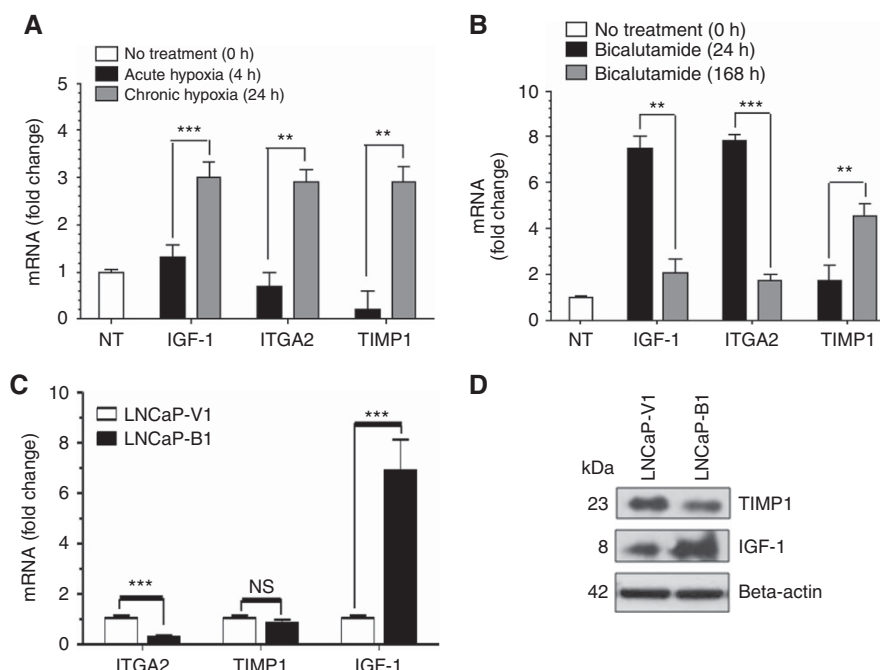 A
No treatment (0 h)
Acute hypoxia (4 h)
Chronic hypoxia (24 h)
mRNA (fold change)
5
4
3
2
1
0
***
**
**
NT
IGF-1
ITGA2
TIMP1
B
No treatment (0 h)
Bicalutamide (24 h)
Bicalutamide (168 h)
mRNA
(fold change)
10
8
6
4
2
0
**
***
**
NT
IGF-1
ITGA2
TIMP1
C
LNCaP-V1
LNCaP-B1
mRNA (fold change)
10
8
6
4
2
0
***
NS
***
ITGA2
TIMP1
IGF-1
D
LNCaP-V1
LNCaP-B1
kDa
23
TIMP1
8
IGF-1
42
Beta-actin